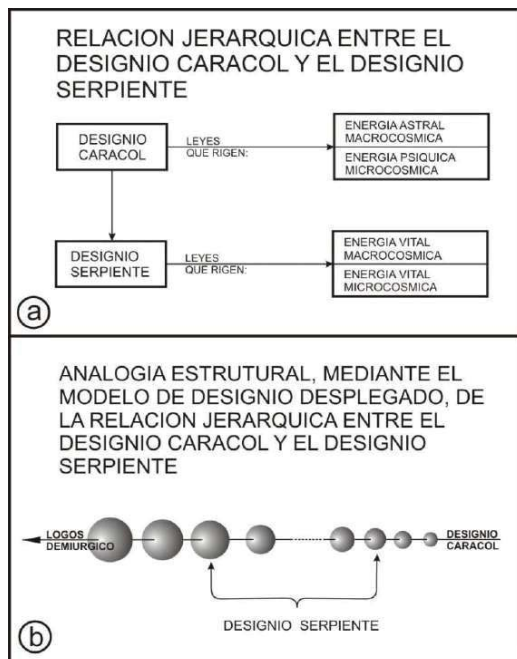 RELACION JERARQUICA ENTRE EL
DESIGNIO CARACOL Y EL DESIGNIO
SERPIENTE
DESIGNIO
CARACOL
LEYES
QUE RIGEN:
ENERGIA ASTRAL
MACROCOSMICA
ENERGIA PSIQUICA
MICROCOSMICA
DESIGNIO
SERPIENTE
LEYES
QUE RIGEN:
ENERGIA VITAL
MACROCOSMICA
ENERGIA VITAL
MICROCOSMICA
a
ANALOGIA ESTRUTURAL, MEDIANTE EL
MODELO DE DESIGNIO DESPLEGADO, DE
LA RELACION JERARQUICA ENTRE EL
DESIGNIO CARACOL Y EL DESIGNIO
SERPIENTE
LOGOS
DEMIURGICO
DESIGNIO
CARACOL
DESIGNIO SERPIENTE
b